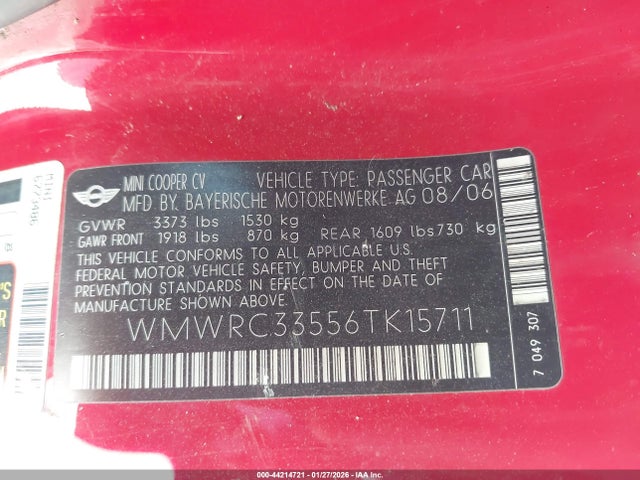 MINI COOPER CV VEHICLE TYPE: PASSENGER CAR
MFD. BY. BAYERISCHE MOTORENWERKE AG 08/06
GVWR 3373 lbs 1530 kg
GAWR FRONT 1918 lbs 870 kg REAR 1609 lbs 730 kg
THIS VEHICLE CONFORMS TO ALL APPLICABLE U.S.
FEDERAL MOTOR VEHICLE SAFETY, BUMPER AND THEFT
PREVENTION STANDARDS IN EFFECT ON THE DATE OF
MANUFACTURE SHOWN ABOVE.
WMWRC33556TK15711
7 049 307
MINI
000-44214721 - 01/27/2026 - IAA Inc.